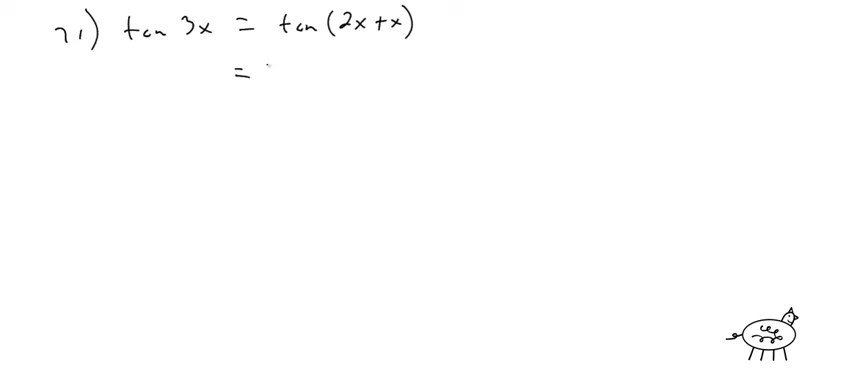 71) tan 3x = tan (2x + x)
=